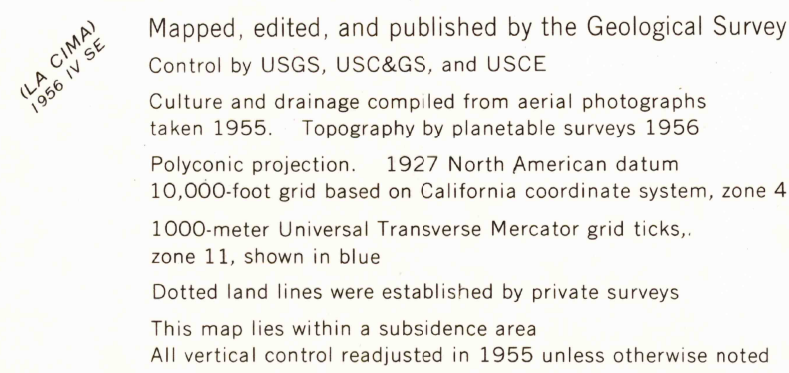 (LA CIMA)
1956 IV SE
Mapped, edited, and published by the Geological Survey
Control by USGS, USC&GS, and USCE
Culture and drainage compiled from aerial photographs
taken 1955. Topography by planetable surveys 1956
Polyconic projection. 1927 North American datum
10,000-foot grid based on California coordinate system, zone 4
1000-meter Universal Transverse Mercator grid ticks,.
zone 11, shown in blue
Dotted land lines were established by private surveys
This map lies within a subsidence area
All vertical control readjusted in 1955 unless otherwise noted